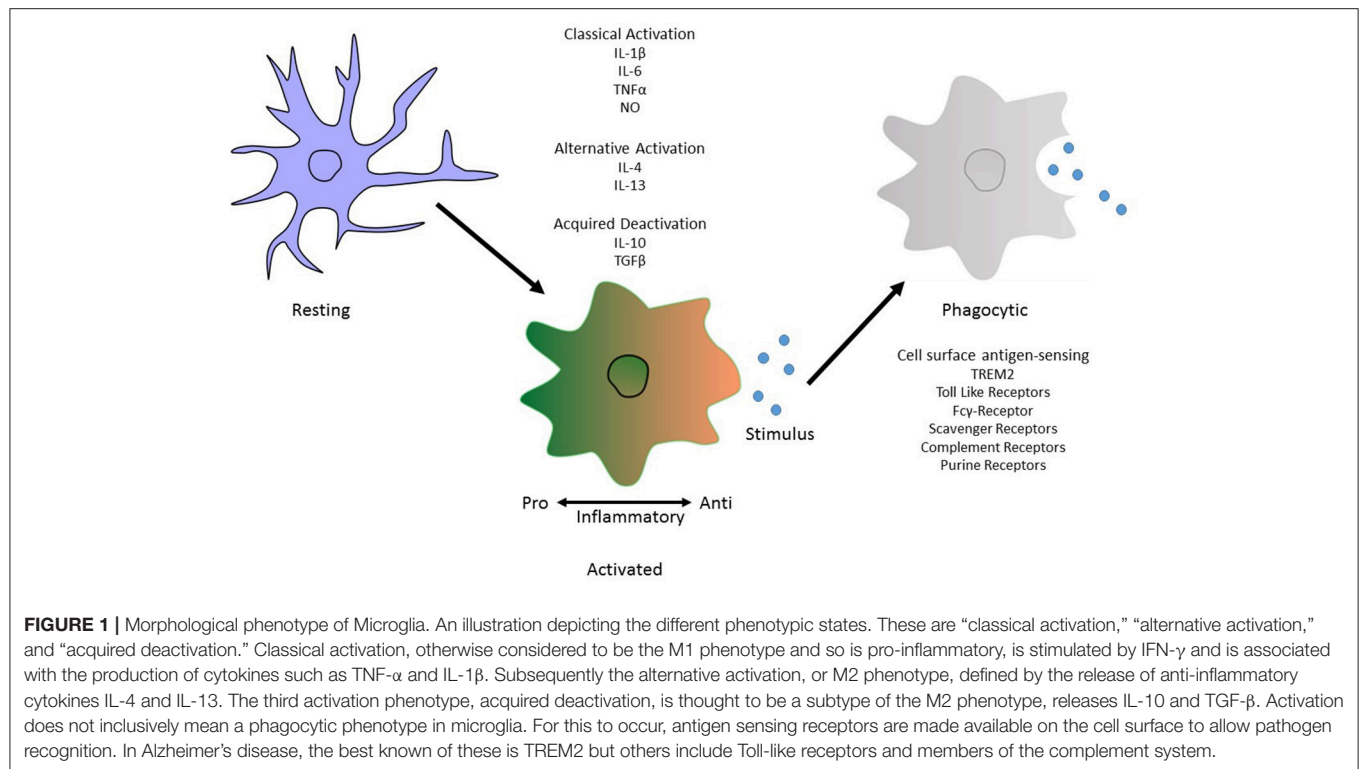 Classical Activation
IL-1β
IL-6
TNFα
NO
Alternative Activation
IL-4
IL-13
Acquired Deactivation
IL-10
TGFβ
Resting
Phagocytic
Cell surface antigen-sensing
TREM2
Toll Like Receptors
Fcγ-Receptor
Scavenger Receptors
Complement Receptors
Purine Receptors
Stimulus
Pro Anti
Inflammatory
Activated
FIGURE 1 | Morphological phenotype of Microglia. An illustration depicting the different phenotypic states. These are “classical activation,” “alternative activation,”
and “acquired deactivation.” Classical activation, otherwise considered to be the M1 phenotype and so is pro-inflammatory, is stimulated by IFN-γ and is associated
with the production of cytokines such as TNF-α and IL-1β. Subsequently the alternative activation, or M2 phenotype, defined by the release of anti-inflammatory
cytokines IL-4 and IL-13. The third activation phenotype, acquired deactivation, is thought to be a subtype of the M2 phenotype, releases IL-10 and TGF-β. Activation
does not inclusively mean a phagocytic phenotype in microglia. For this to occur, antigen sensing receptors are made available on the cell surface to allow pathogen
recognition. In Alzheimer’s disease, the best known of these is TREM2 but others include Toll-like receptors and members of the complement system.